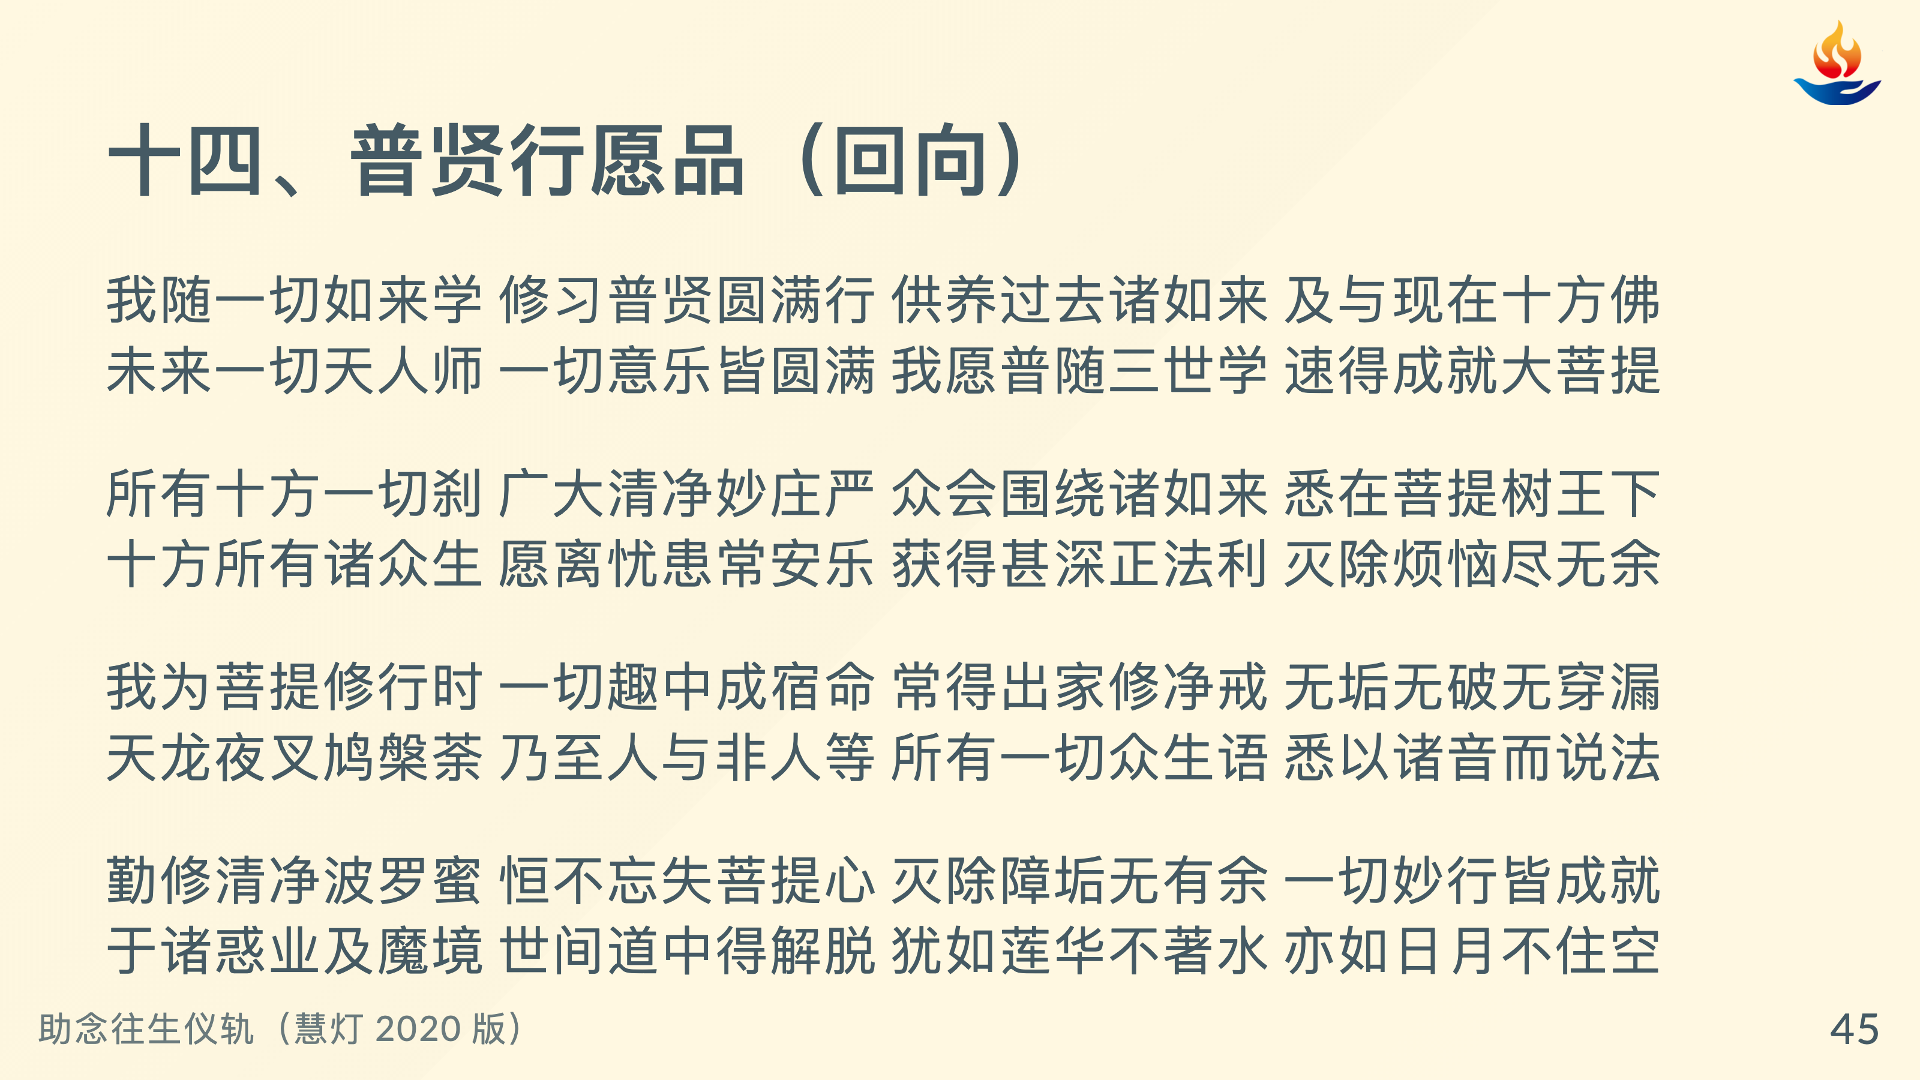 十四、普贤行愿品（回向）
我随一切如来学 修习普贤圆满行 供养过去诸如来 及与现在十方佛
未来一切天人师 一切意乐皆圆满 我愿普随三世学 速得成就大菩提
所有十方一切刹 广大清净妙庄严 众会围绕诸如来 悉在菩提树王下
十方所有诸众生 愿离忧患常安乐 获得甚深正法利 灭除烦恼尽无余
我为菩提修行时 一切趣中成宿命 常得出家修净戒 无垢无破无穿漏
天龙夜叉鸠槃荼 乃至人与非人等 所有一切众生语 悉以诸音而说法
勤修清净波罗蜜 恒不忘失菩提心 灭除障垢无有余 一切妙行皆成就
于诸惑业及魔境 世间道中得解脱 犹如莲华不著水 亦如日月不住空
助念往生仪轨（慧灯 2020 版）
45